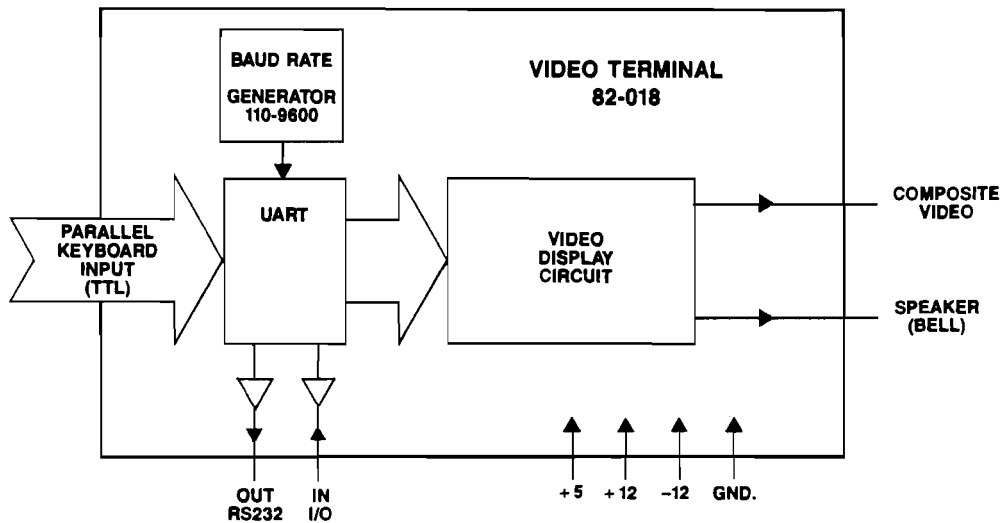 BAUD RATE
GENERATOR
110-9600
VIDEO TERMINAL
82-018
PARALLEL
KEYBOARD
INPUT
(TTL)
UART
VIDEO
DISPLAY
CIRCUIT
COMPOSITE
VIDEO
SPEAKER
(BELL)
OUT IN
RS232 I/O
+5 +12 -12 GND.